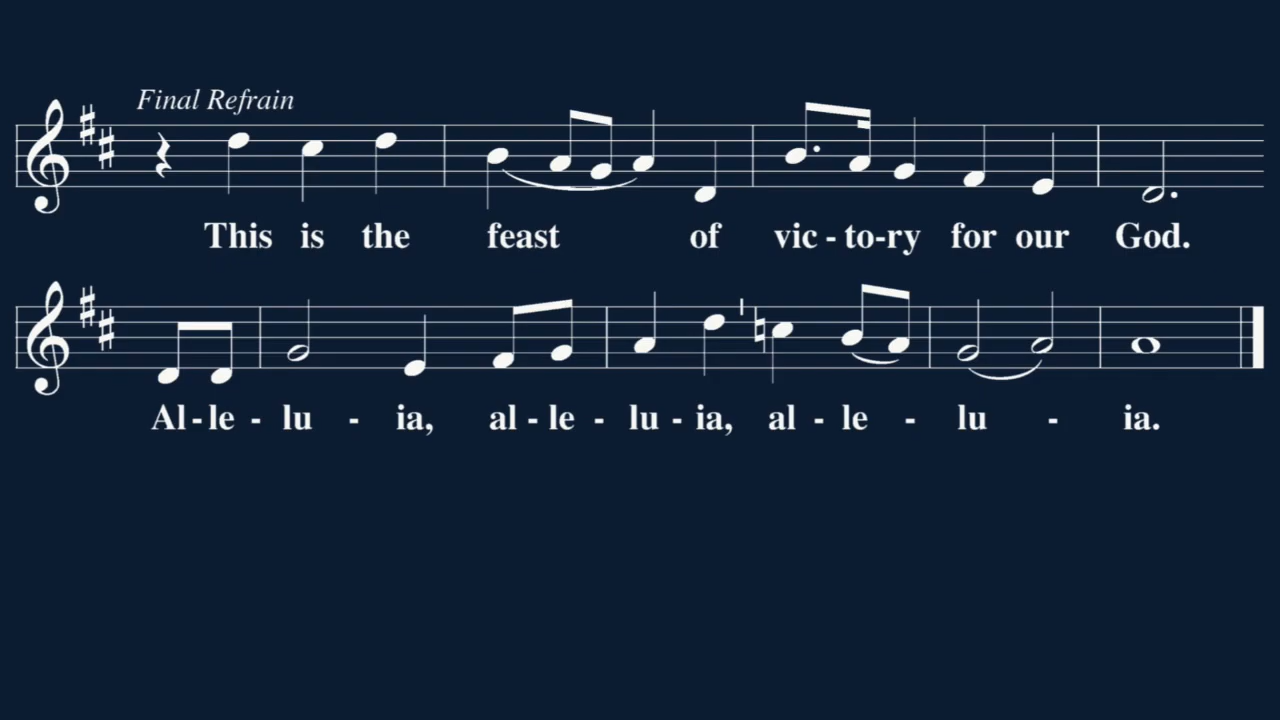 Final Refrain
This is the feast of vic - to-ry for our God.
Al - le - lu - ia, al - le - lu - ia, al - le - lu - ia.